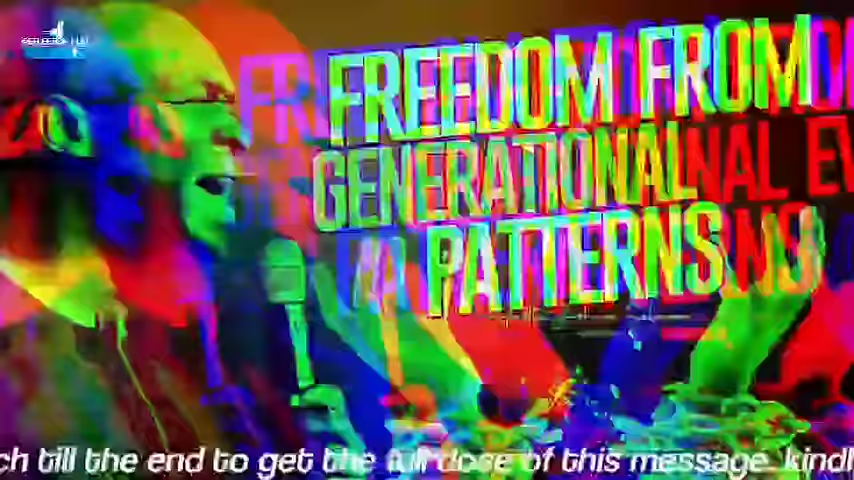 FREEDOM FROM
GENERATIONAL
PATTERNS
ch till the end to get the full dose of this message. kindl